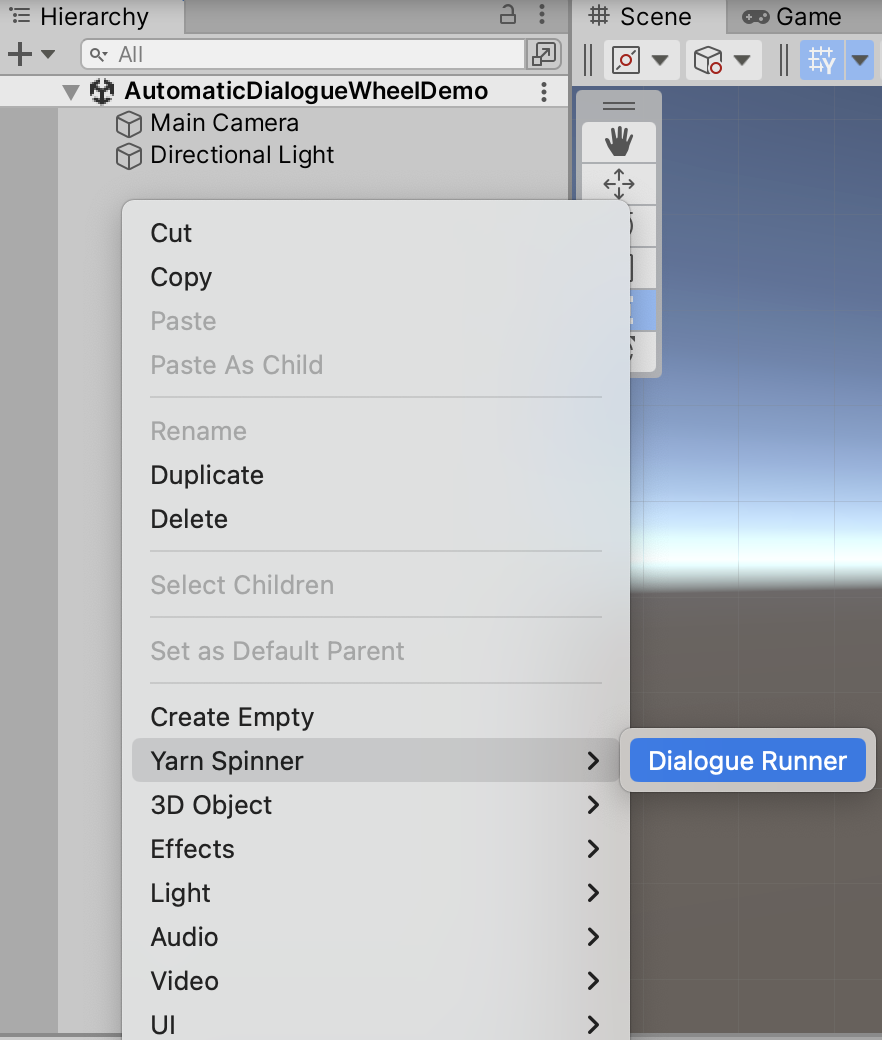 Hierarchy
Scene
Game
All
AutomaticDialogueWheelDemo
Main Camera
Directional Light
Cut
Copy
Paste
Paste As Child
Rename
Duplicate
Delete
Select Children
Set as Default Parent
Create Empty
Yarn Spinner
Dialogue Runner
3D Object
Effects
Light
Audio
Video
UI